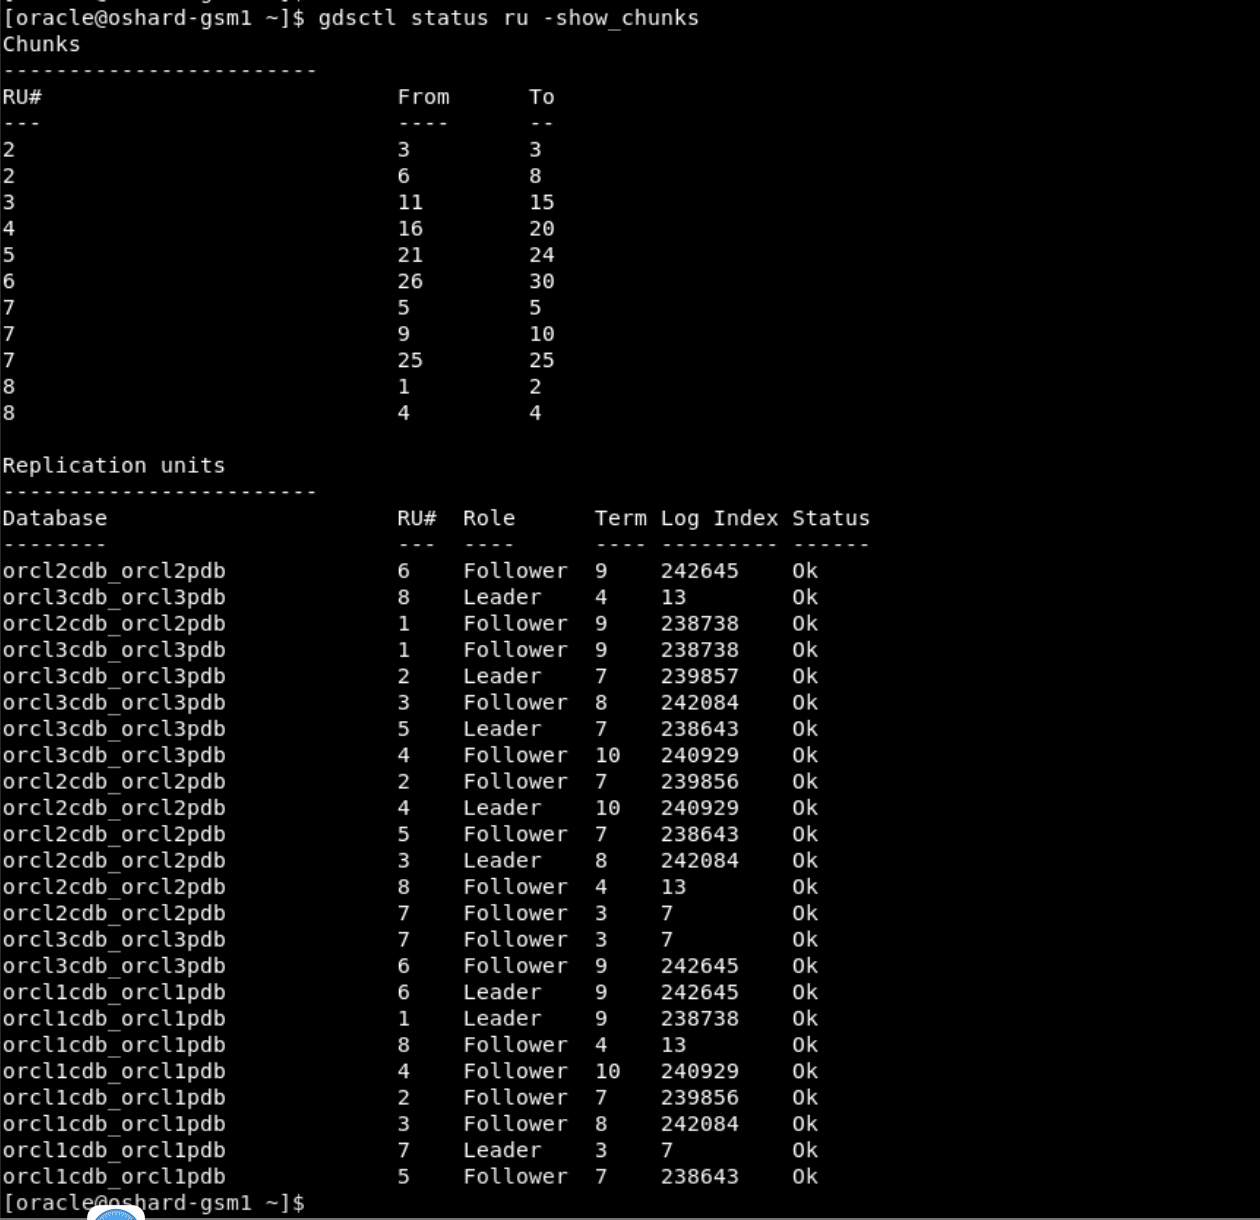 [oracle@oshard-gsm1 ~]$ gdsctl status ru -show_chunks
Chunks
------------------------
RU#                           From      To
---                           ----      --
2                             3         3
2                             6         8
3                             11        15
4                             16        20
5                             21        24
6                             26        30
7                             5         5
7                             9         10
7                             25        25
8                             1         2
8                             4         4

Replication units
------------------------
Database                      RU#  Role      Term Log Index Status
--------                      ---  ----      ---- --------- ------
orcl2cdb_orcl2pdb             6    Follower  9    242645    Ok
orcl3cdb_orcl3pdb             8    Leader    4    13        Ok
orcl2cdb_orcl2pdb             1    Follower  9    238738    Ok
orcl3cdb_orcl3pdb             1    Follower  9    238738    Ok
orcl3cdb_orcl3pdb             2    Leader    7    239857    Ok
orcl3cdb_orcl3pdb             3    Follower  8    242084    Ok
orcl3cdb_orcl3pdb             5    Leader    7    238643    Ok
orcl3cdb_orcl3pdb             4    Follower  10   240929    Ok
orcl2cdb_orcl2pdb             2    Follower  7    239856    Ok
orcl2cdb_orcl2pdb             4    Leader    10   240929    Ok
orcl2cdb_orcl2pdb             5    Follower  7    238643    Ok
orcl2cdb_orcl2pdb             3    Leader    8    242084    Ok
orcl2cdb_orcl2pdb             8    Follower  4    13        Ok
orcl2cdb_orcl2pdb             7    Follower  3    7         Ok
orcl3cdb_orcl3pdb             7    Follower  3    7         Ok
orcl3cdb_orcl3pdb             6    Follower  9    242645    Ok
orcl1cdb_orcl1pdb             6    Leader    9    242645    Ok
orcl1cdb_orcl1pdb             1    Leader    9    238738    Ok
orcl1cdb_orcl1pdb             8    Follower  4    13        Ok
orcl1cdb_orcl1pdb             4    Follower  10   240929    Ok
orcl1cdb_orcl1pdb             2    Follower  7    239856    Ok
orcl1cdb_orcl1pdb             3    Follower  8    242084    Ok
orcl1cdb_orcl1pdb             7    Leader    3    7         Ok
orcl1cdb_orcl1pdb             5    Follower  7    238643    Ok
[oracle@oshard-gsm1 ~]$